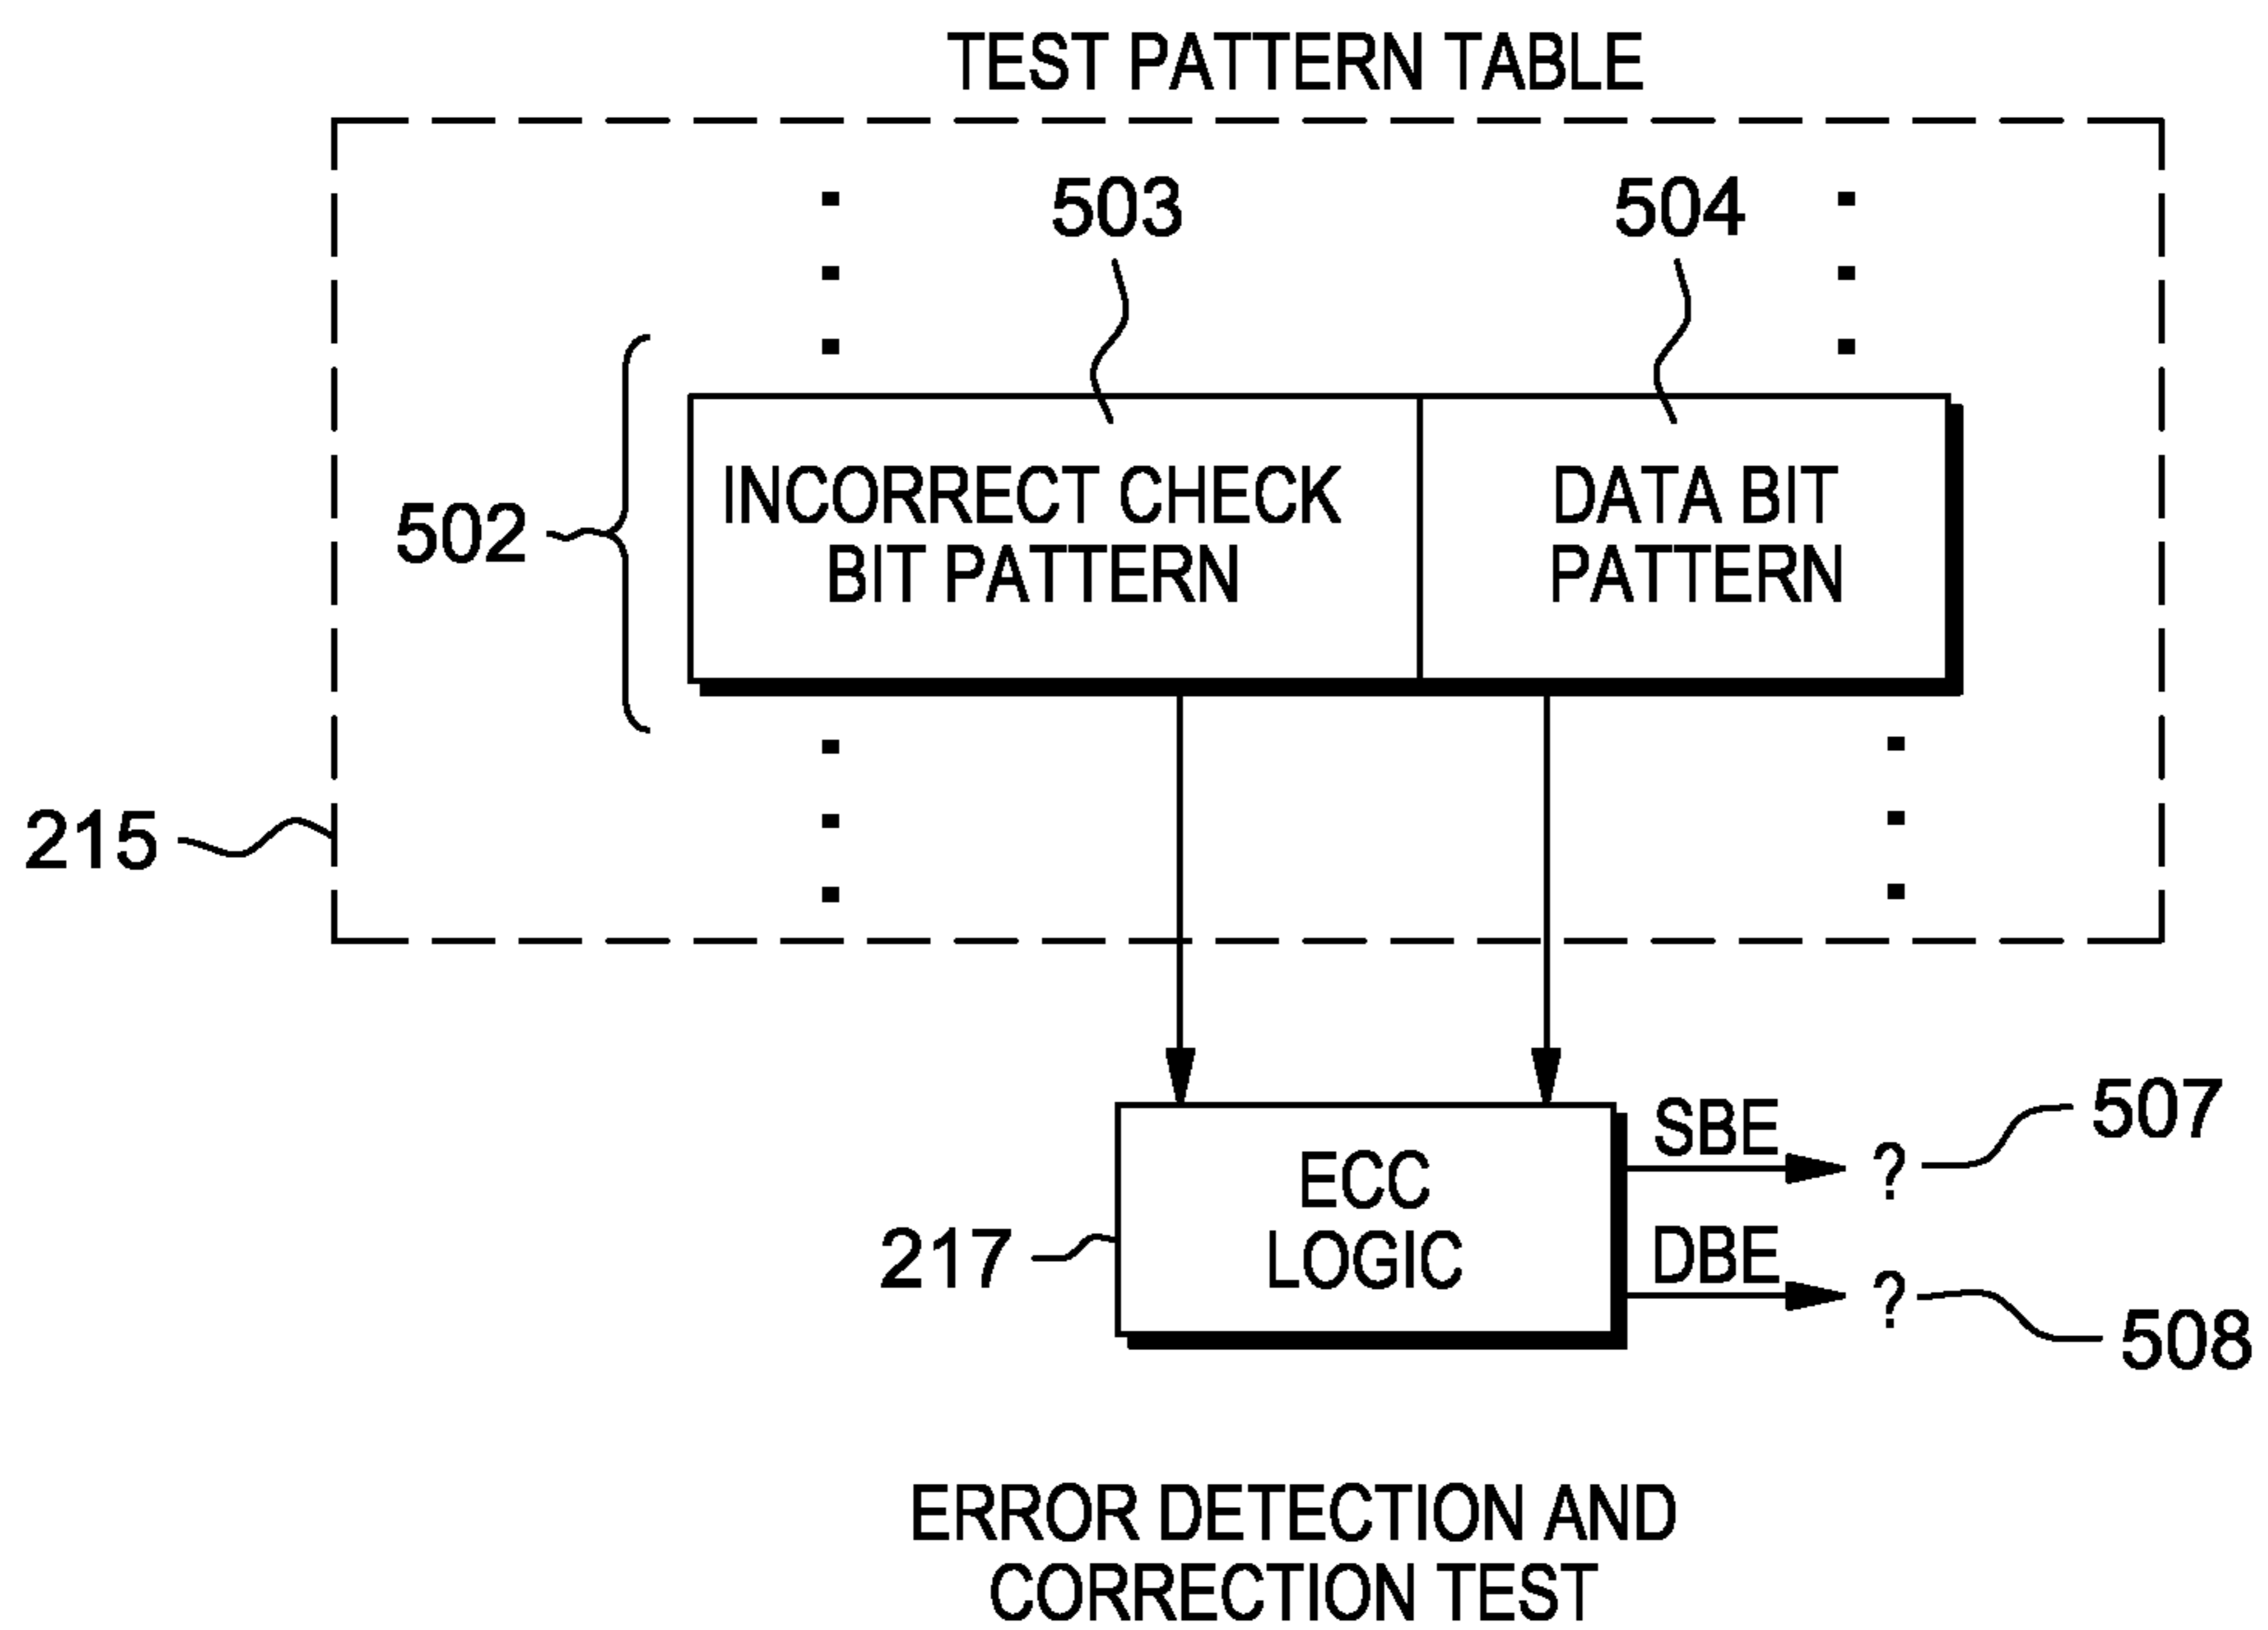 TEST PATTERN TABLE
503
504
INCORRECT CHECK
BIT PATTERN
DATA BIT
PATTERN
502
215
ECC
LOGIC
217
SBE
?
507
DBE
?
508
ERROR DETECTION AND
CORRECTION TEST